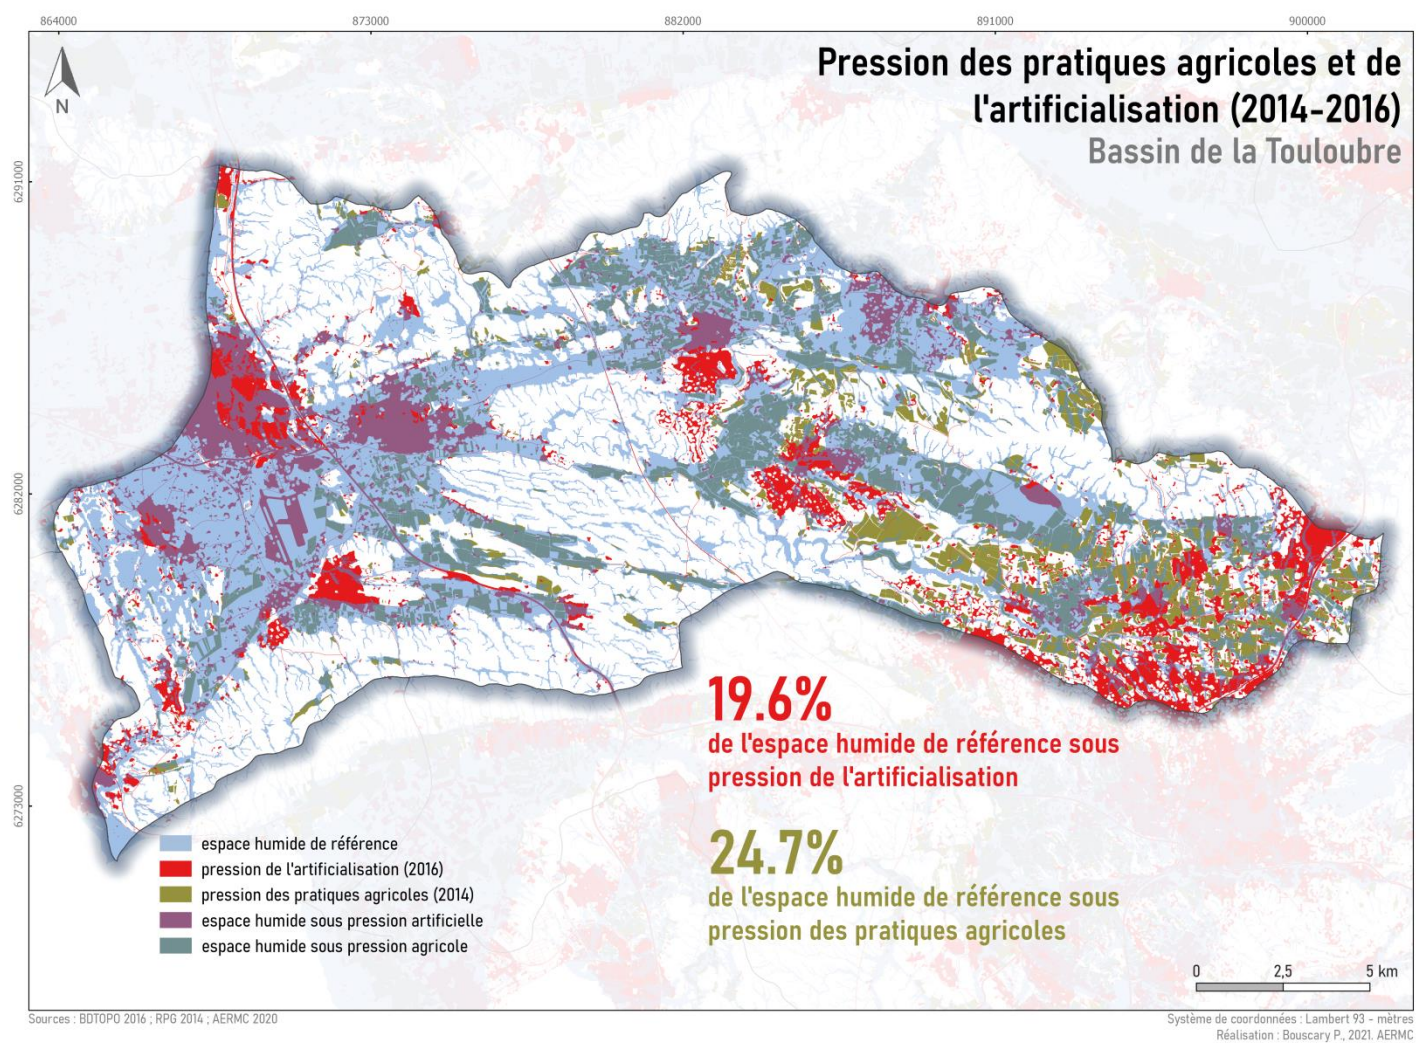 864000
873000
882000
891000
900000
Pression des pratiques agricoles et de
l'artificialisation (2014-2016)
Bassin de la Touloubre
N
6291000
6282000
6273000
19.6%
de l'espace humide de référence sous
pression de l'artificialisation
24.7%
de l'espace humide de référence sous
pression des pratiques agricoles
espace humide de référence
pression de l'artificialisation (2016)
pression des pratiques agricoles (2014)
espace humide sous pression artificielle
espace humide sous pression agricole
0 2,5 5 km
Sources : BDTOPO 2016 ; RPG 2014 ; AERMC 2020
Système de coordonnées : Lambert 93 - mètres
Réalisation : Bouscary P., 2021. AERMC